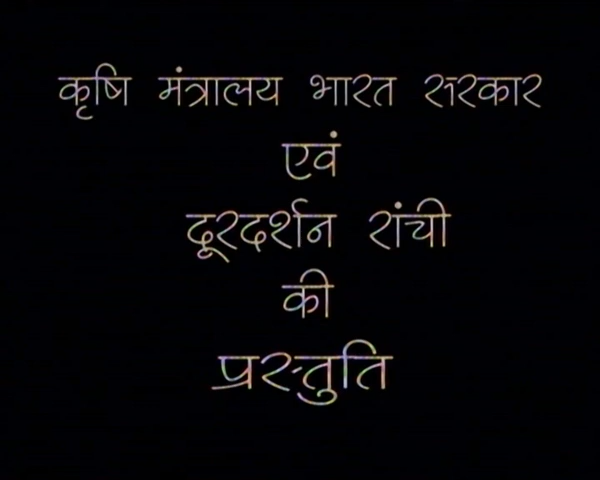 कृषि मंत्रालय भारत सरकार
एवं
दूरदर्शन रांची
की
प्रस्तुति